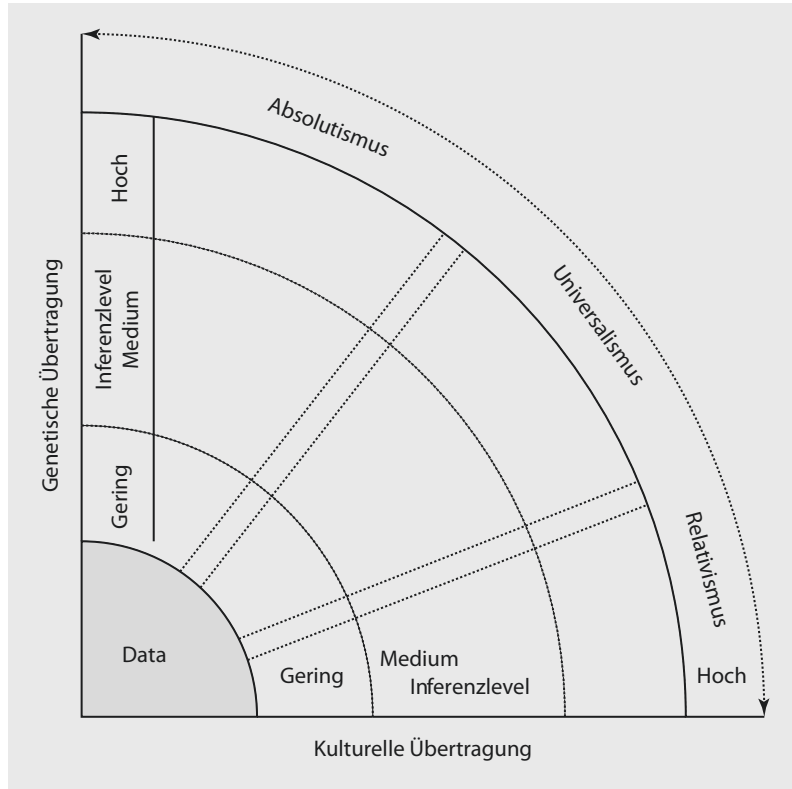 Absolutismus
Universalismus
Relativismus
Genetische Übertragung
Hoch
Inferenzlevel
Medium
Gering
Data
Gering
Medium
Inferenzlevel
Hoch
Kulturelle Übertragung